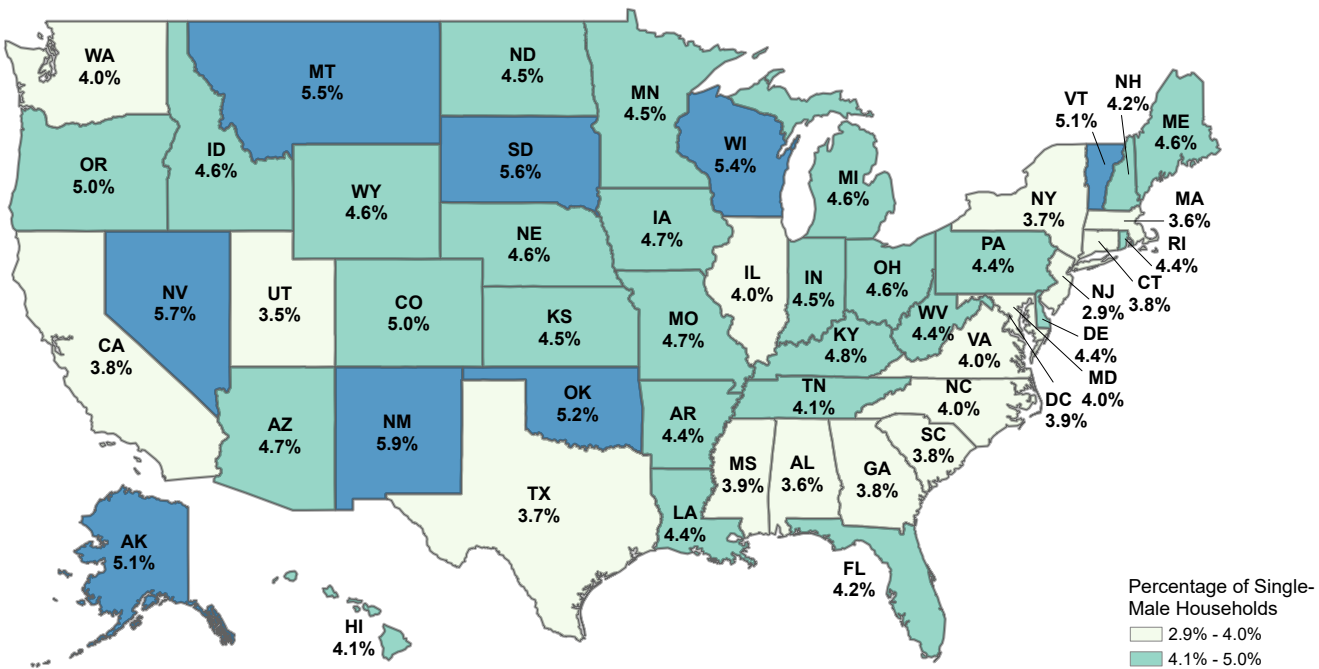 WA
4.0%
MT
5.5%
ND
4.5%
MN
4.5%
VT
5.1%
NH
4.2%
ME
4.6%
OR
5.0%
ID
4.6%
SD
5.6%
WI
5.4%
WY
4.6%
MI
4.6%
NY
3.7%
MA
3.6%
RI
4.4%
CT
3.8%
IA
4.7%
NE
4.6%
PA
4.4%
NJ
2.9%
NV
5.7%
UT
3.5%
CO
5.0%
IL
4.0%
IN
4.5%
OH
4.6%
DE
4.4%
MD
4.0%
DC
3.9%
CA
3.8%
KS
4.5%
MO
4.7%
KY
4.8%
WV
4.4%
VA
4.0%
AZ
4.7%
NM
5.9%
OK
5.2%
AR
4.4%
TN
4.1%
NC
4.0%
SC
3.8%
TX
3.7%
MS
3.9%
AL
3.6%
GA
3.8%
LA
4.4%
FL
4.2%
AK
5.1%
HI
4.1%
Percentage of Single-
Male Households
2.9% - 4.0%
4.1% - 5.0%